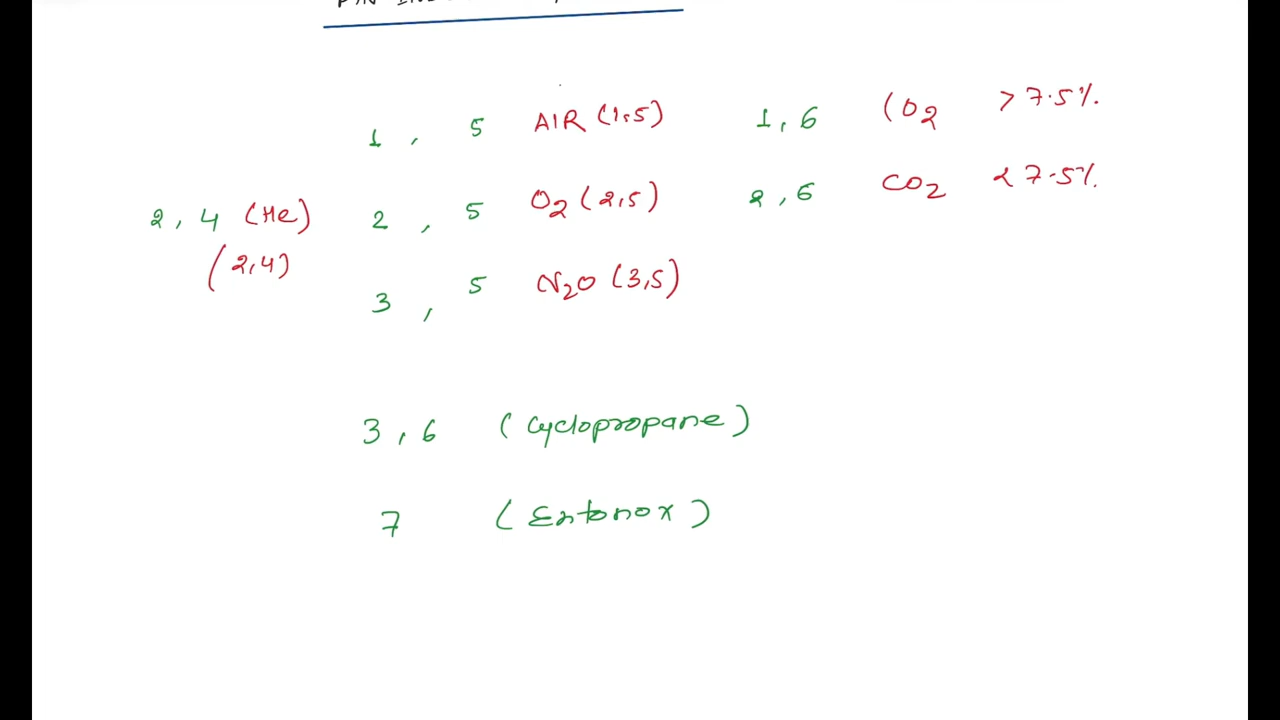 1 , 5 AIR (1,5) 1, 6 CO2 > 7.5%.
2, 4 (He) 2 , 5 O2 (2,5) 2 , 6 CO2 < 7.5%.
(2,4)
3 , 5 N2O (3,5)
3 , 6 (Cyclopropane)
7 (Entonox)